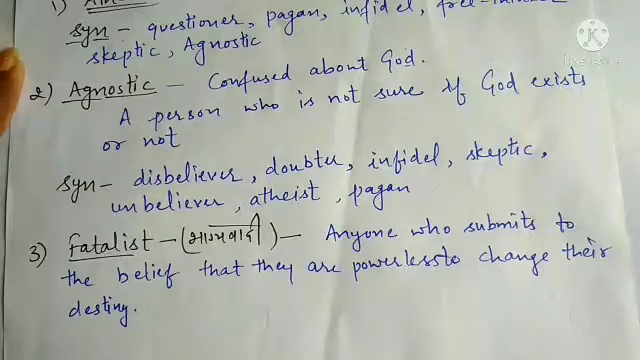 1)
syn - questioner, pagan, infidel,
skeptic, Agnostic
2) Agnostic - Confused about God.
A person who is not sure if God exists
or not
syn - disbeliever, doubter, infidel, skeptic,
unbeliever, atheist, pagan
3) Fatalist - (भाग्यवादी) - Anyone who submits to
the belief that they are powerless to change their
destiny.